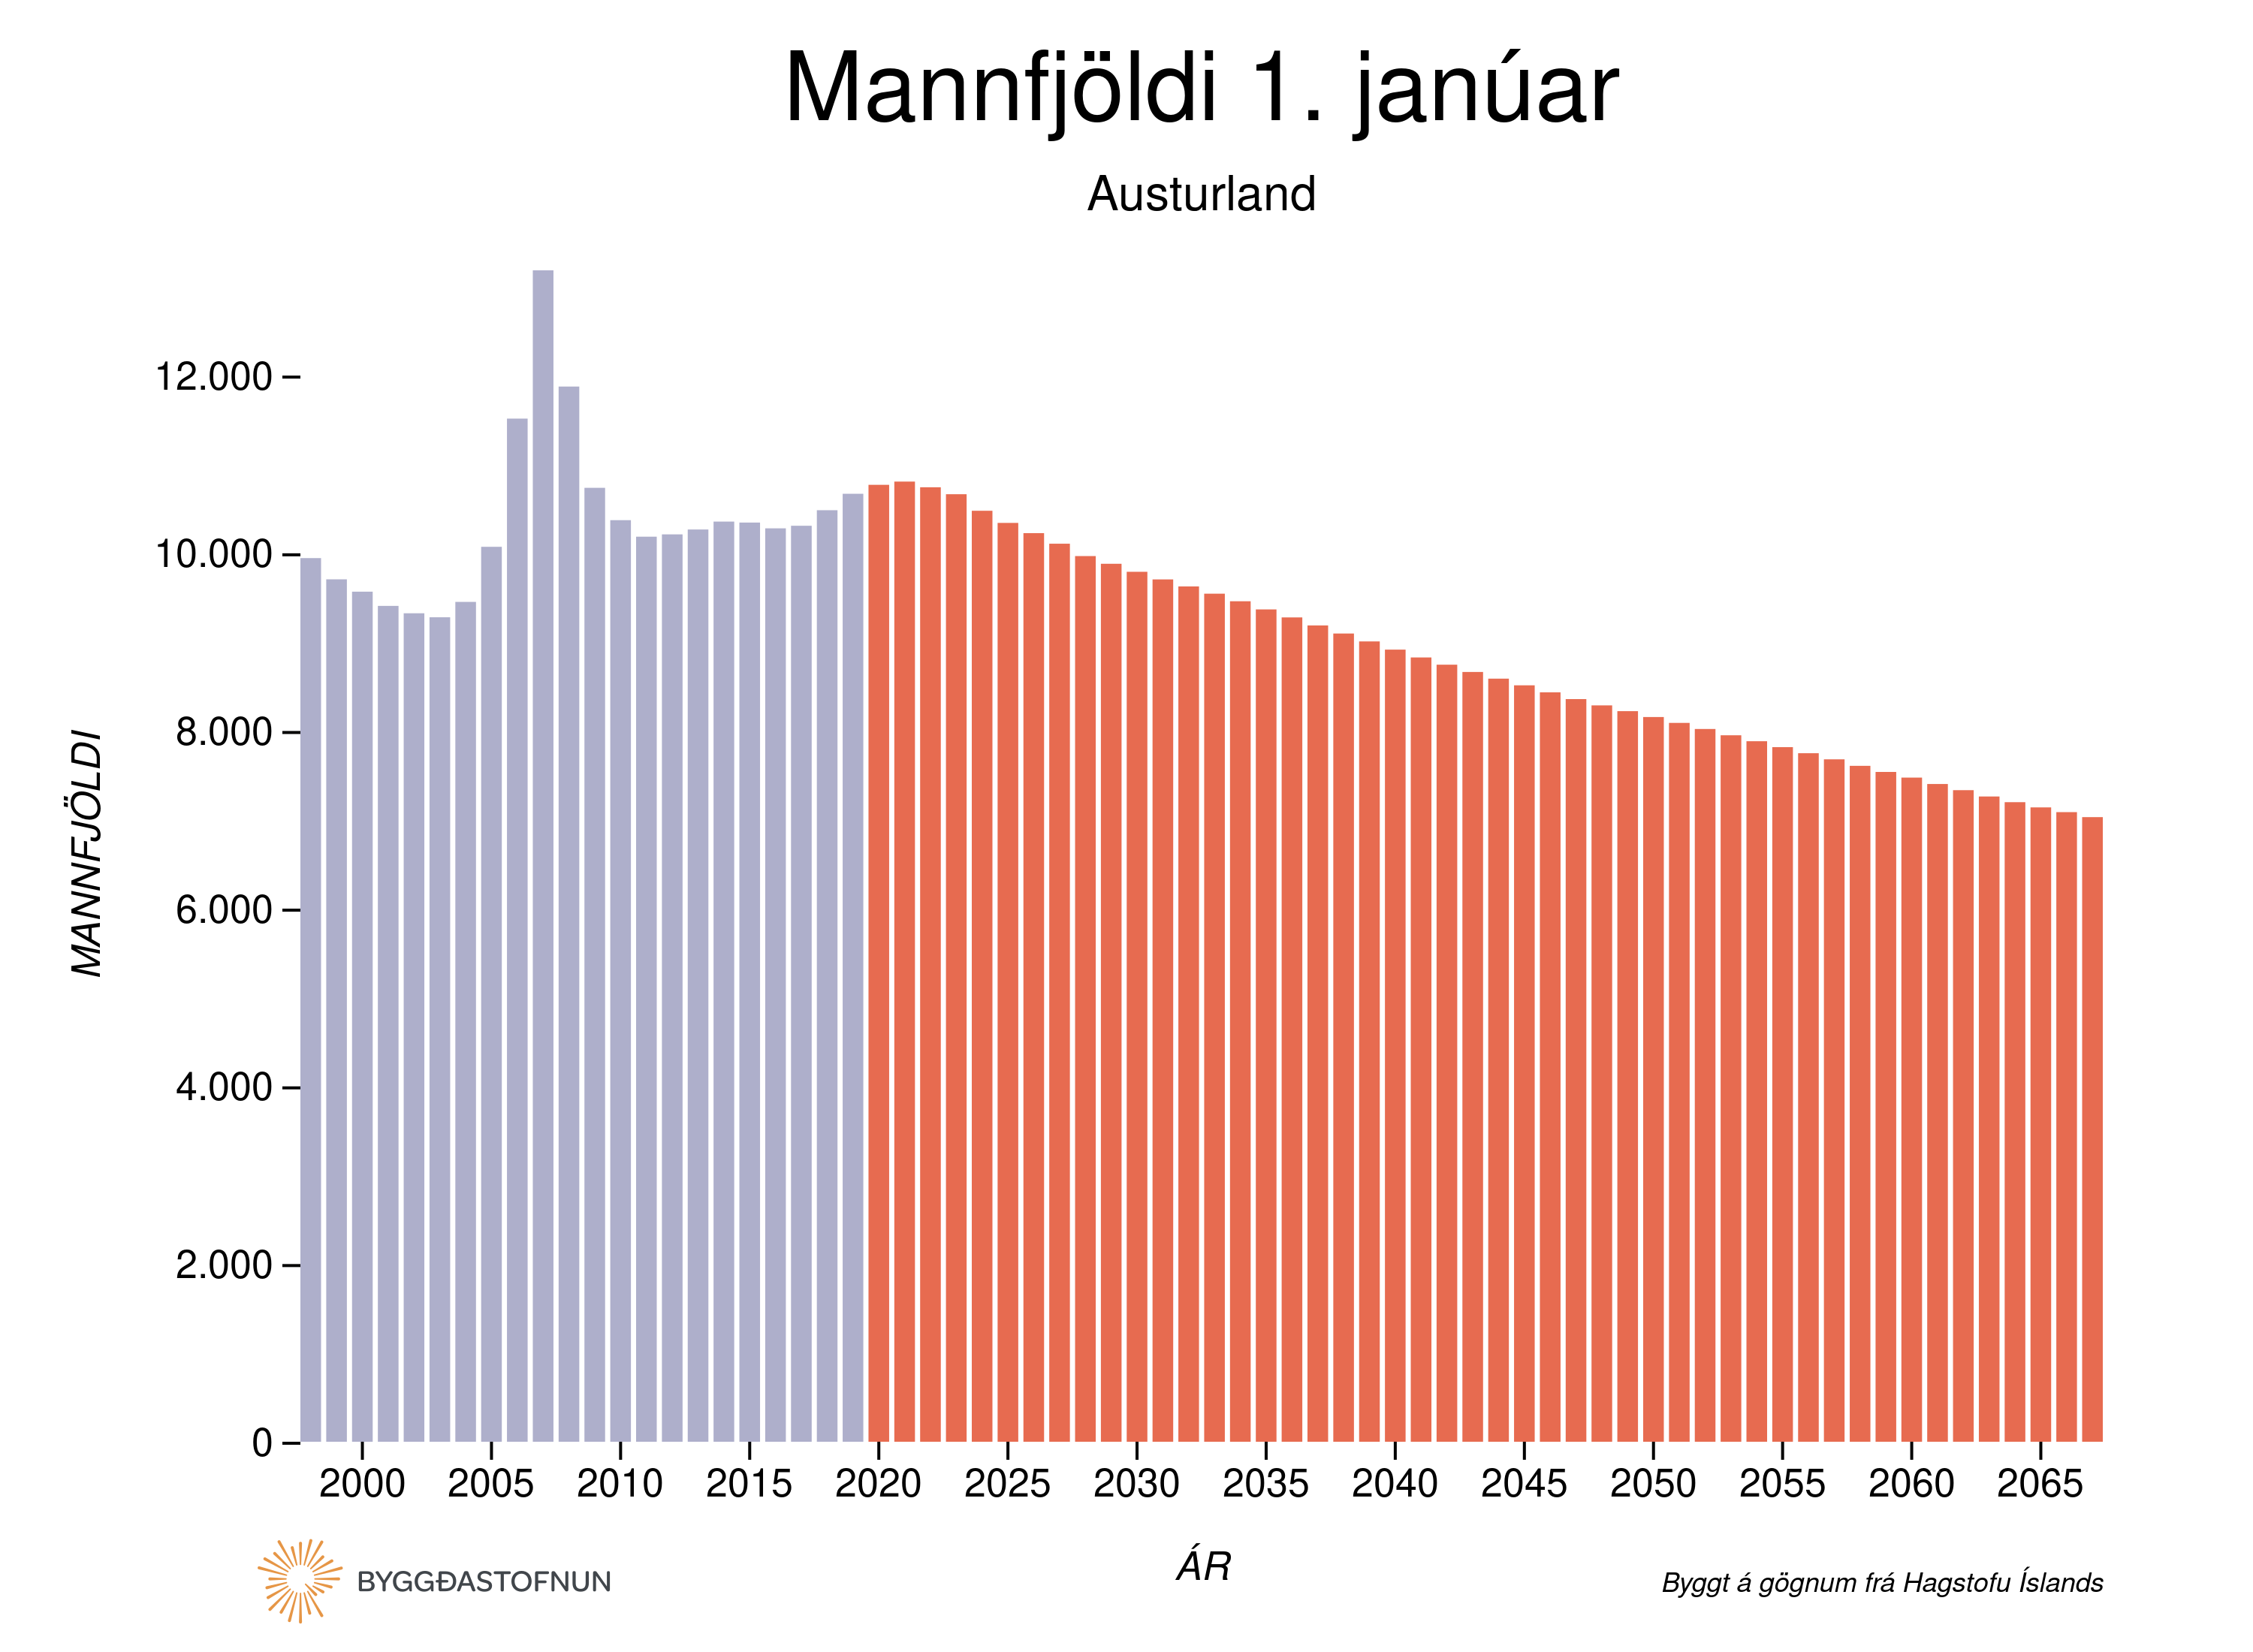 Mannfjöldi 1. janúar
Austurland
MANNFJÖLDI
12.000
10.000
8.000
6.000
4.000
2.000
0
2000 2005 2010 2015 2020 2025 2030 2035 2040 2045 2050 2055 2060 2065
ÁR
BYGGÐASTOFNUN
Byggt á gögnum frá Hagstofu Íslands